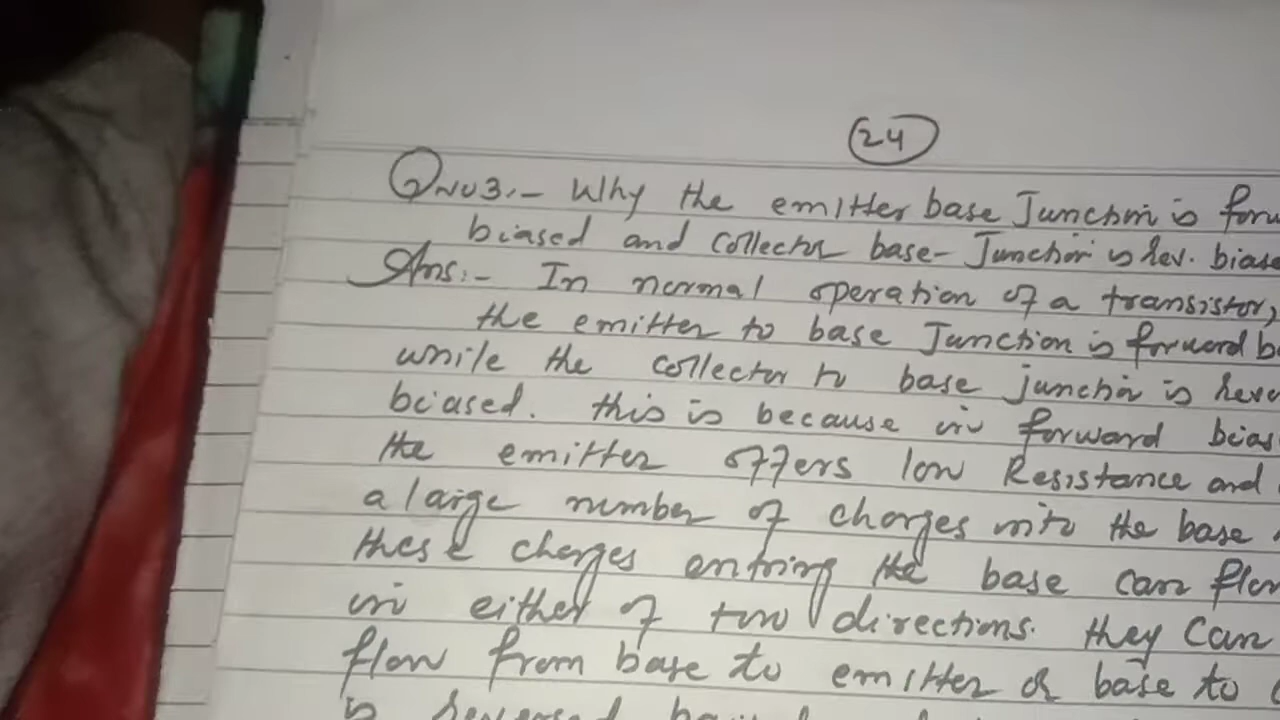 24
QNo3:- Why the emitter base Junction is forw
biased and collector base-Junction is rev. biase
Ans:- In normal operation of a transistor,
the emitter to base Junction is forward b
while the collector to base junction is reve
biased. this is because in forward bias
the emitter offers low Resistance and
a large number of charges into the base
these charges entring the base can flow
in either of two directions. they can
flow from base to emitter or base to
is reversed